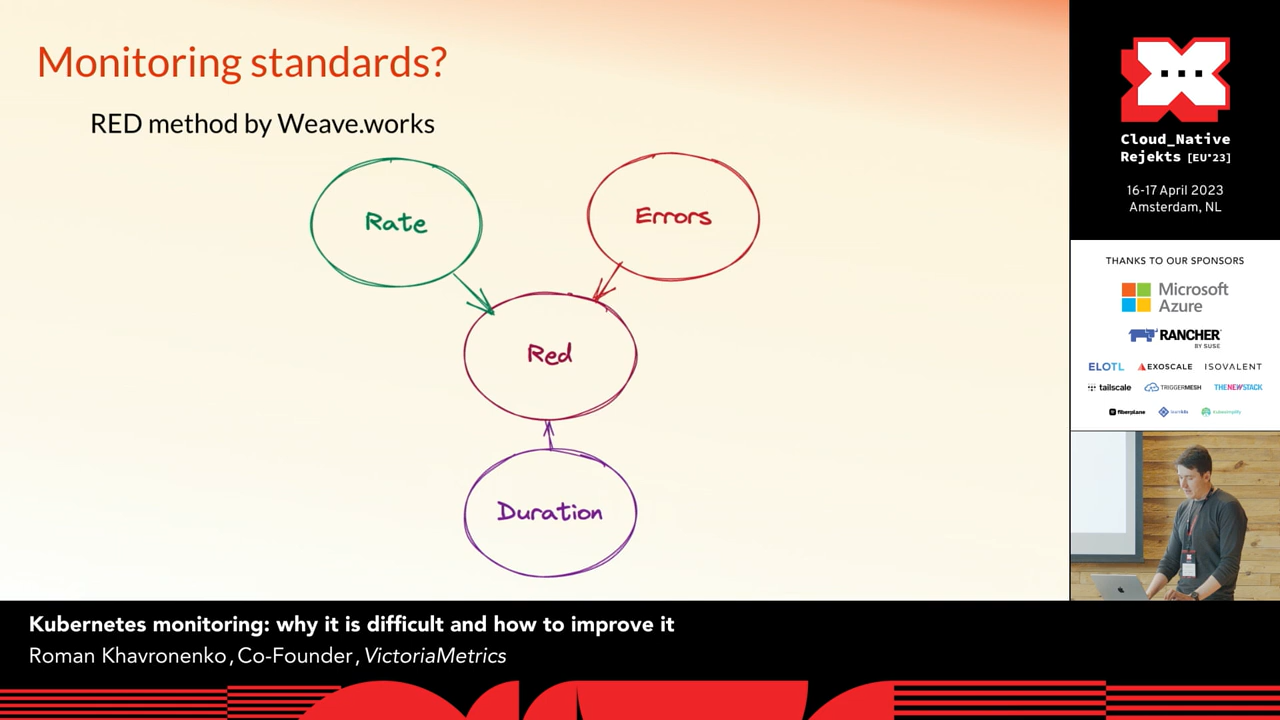 Monitoring standards?
RED method by Weave.works
Rate
Errors
Red
Duration
Cloud_Native
Rejekts [EU'23]
16-17 April 2023
Amsterdam, NL
THANKS TO OUR SPONSORS
Microsoft
Azure
RANCHER
BY SUSE
ELOTL EXOSCALE ISOVALENT
tailscale TRIGGERMESH THENEWSTACK
fiberplane kubesimplify
Kubernetes monitoring: why it is difficult and how to improve it
Roman Khavronenko, Co-Founder, VictoriaMetrics